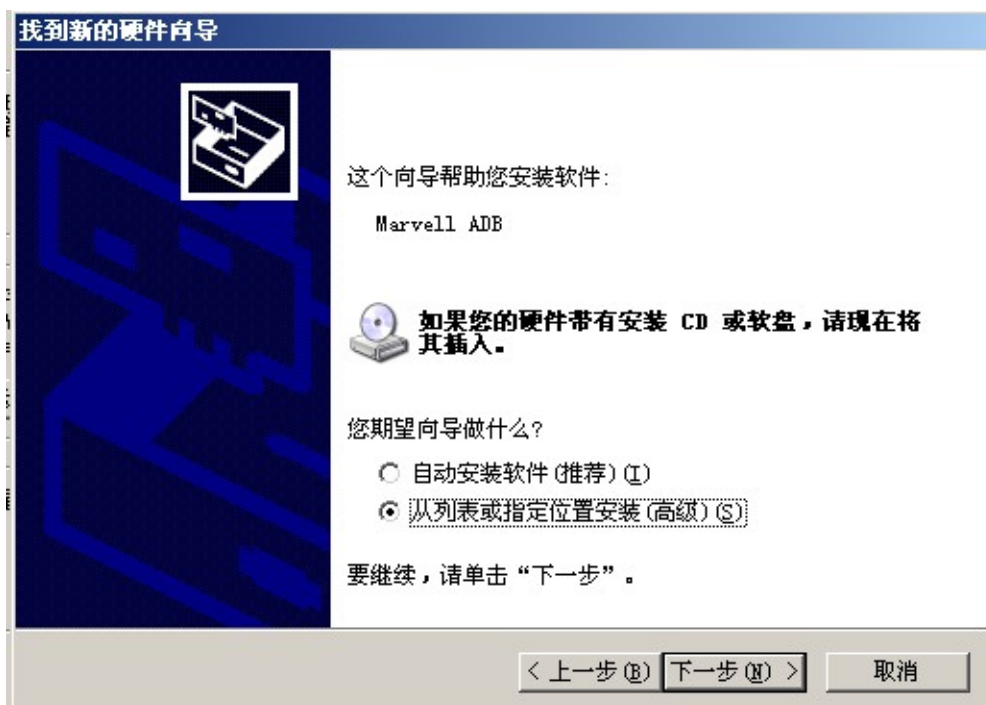 找到新的硬件向导
这个向导帮助您安装软件:
Marvell ADB
如果您的硬件带有安装 CD 或软盘，请现在将
其插入。
您期望向导做什么?
自动安装软件(推荐)(I)
从列表或指定位置安装(高级)(S)
要继续，请单击“下一步”。
< 上一步(B) 下一步(N) > 取消